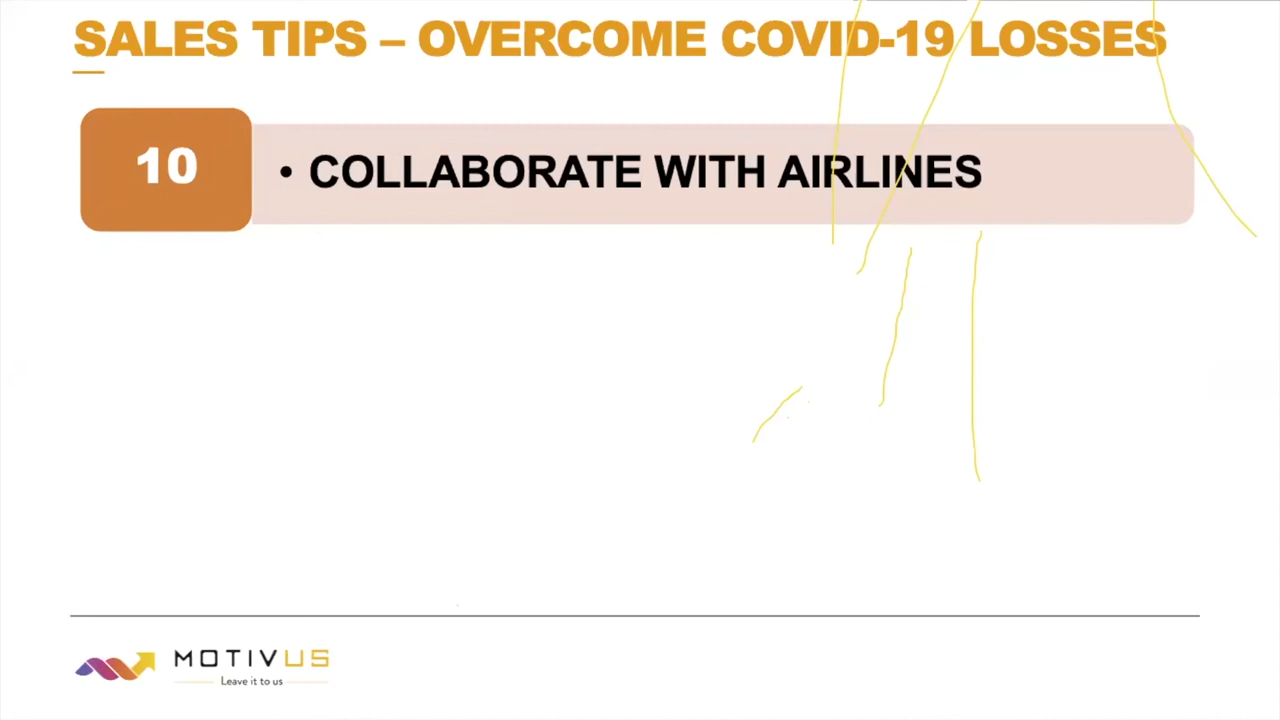 SALES TIPS – OVERCOME COVID-19 LOSSES
10
• COLLABORATE WITH AIRLINES
MOTIVUS
Leave it to us